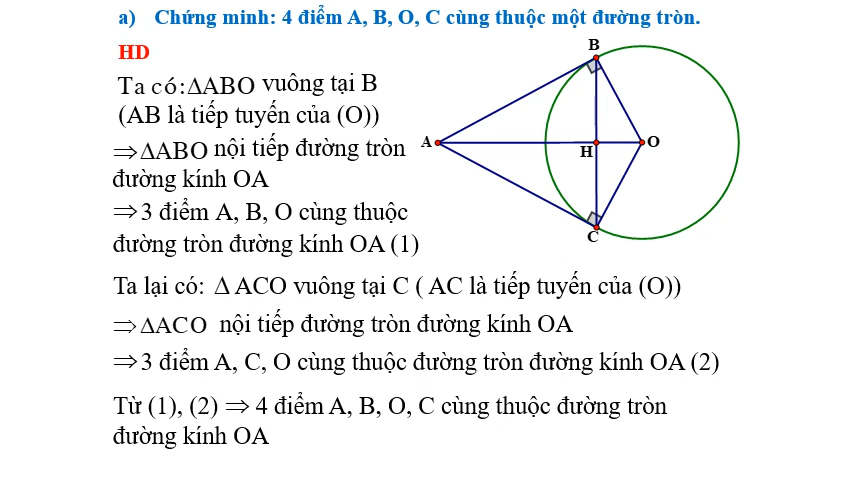 a) Chứng minh: 4 điểm A, B, O, C cùng thuộc một đường tròn.
HD
Ta có:ΔABO vuông tại B
(AB là tiếp tuyến của (O))
⇒ΔABO nội tiếp đường tròn
đường kính OA
⇒3 điểm A, B, O cùng thuộc
đường tròn đường kính OA (1)
B
A
H
O
C
Ta lại có: Δ ACO vuông tại C ( AC là tiếp tuyến của (O))
⇒ΔACO nội tiếp đường tròn đường kính OA
⇒3 điểm A, C, O cùng thuộc đường tròn đường kính OA (2)
Từ (1), (2) ⇒ 4 điểm A, B, O, C cùng thuộc đường tròn
đường kính OA